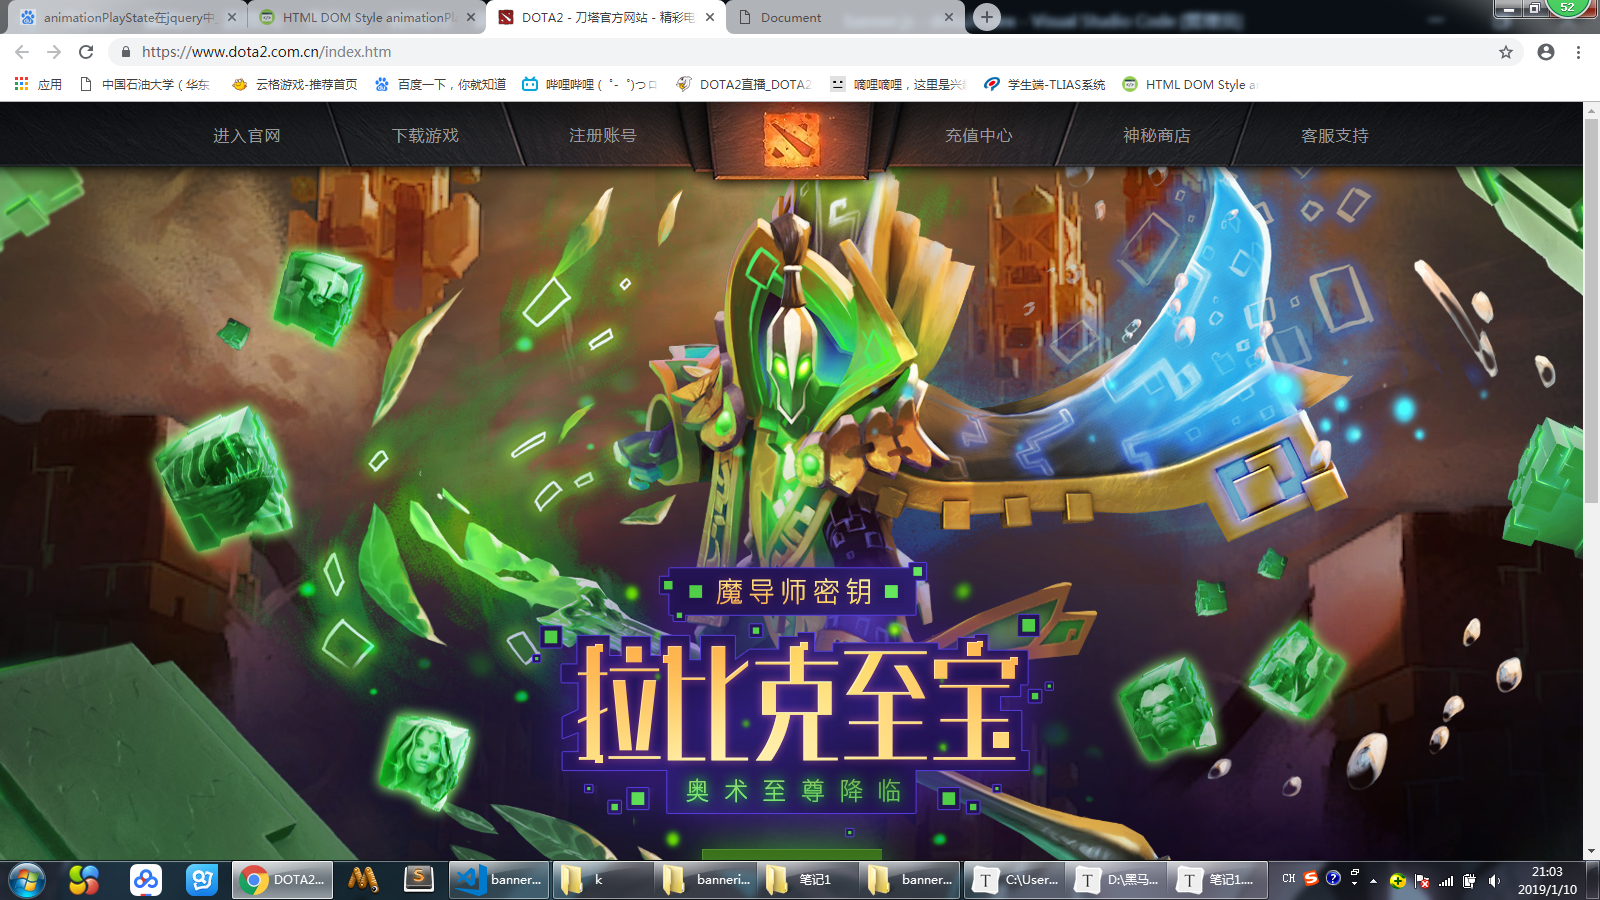 animationPlayState在jquery中
HTML DOM Style animationPla
DOTA2 - 刀塔官方网站 - 精彩电
Document
52
https://www.dota2.com.cn/index.htm
应用
中国石油大学（华东
云格游戏-推荐首页
百度一下，你就知道
哔哩哔哩 ( ゜- ゜)つロ
DOTA2直播_DOTA2
嘀哩嘀哩，这里是兴
学生端-TLIAS系统
HTML DOM Style a
进入官网
下载游戏
注册账号
充值中心
神秘商店
客服支持
魔导师密钥
拉比克至宝
奥术至尊降临
DOTA2...
banner...
k
banneri...
笔记1
banner...
C:\User...
D:\黑马...
笔记1....
CH
21:03
2019/1/10